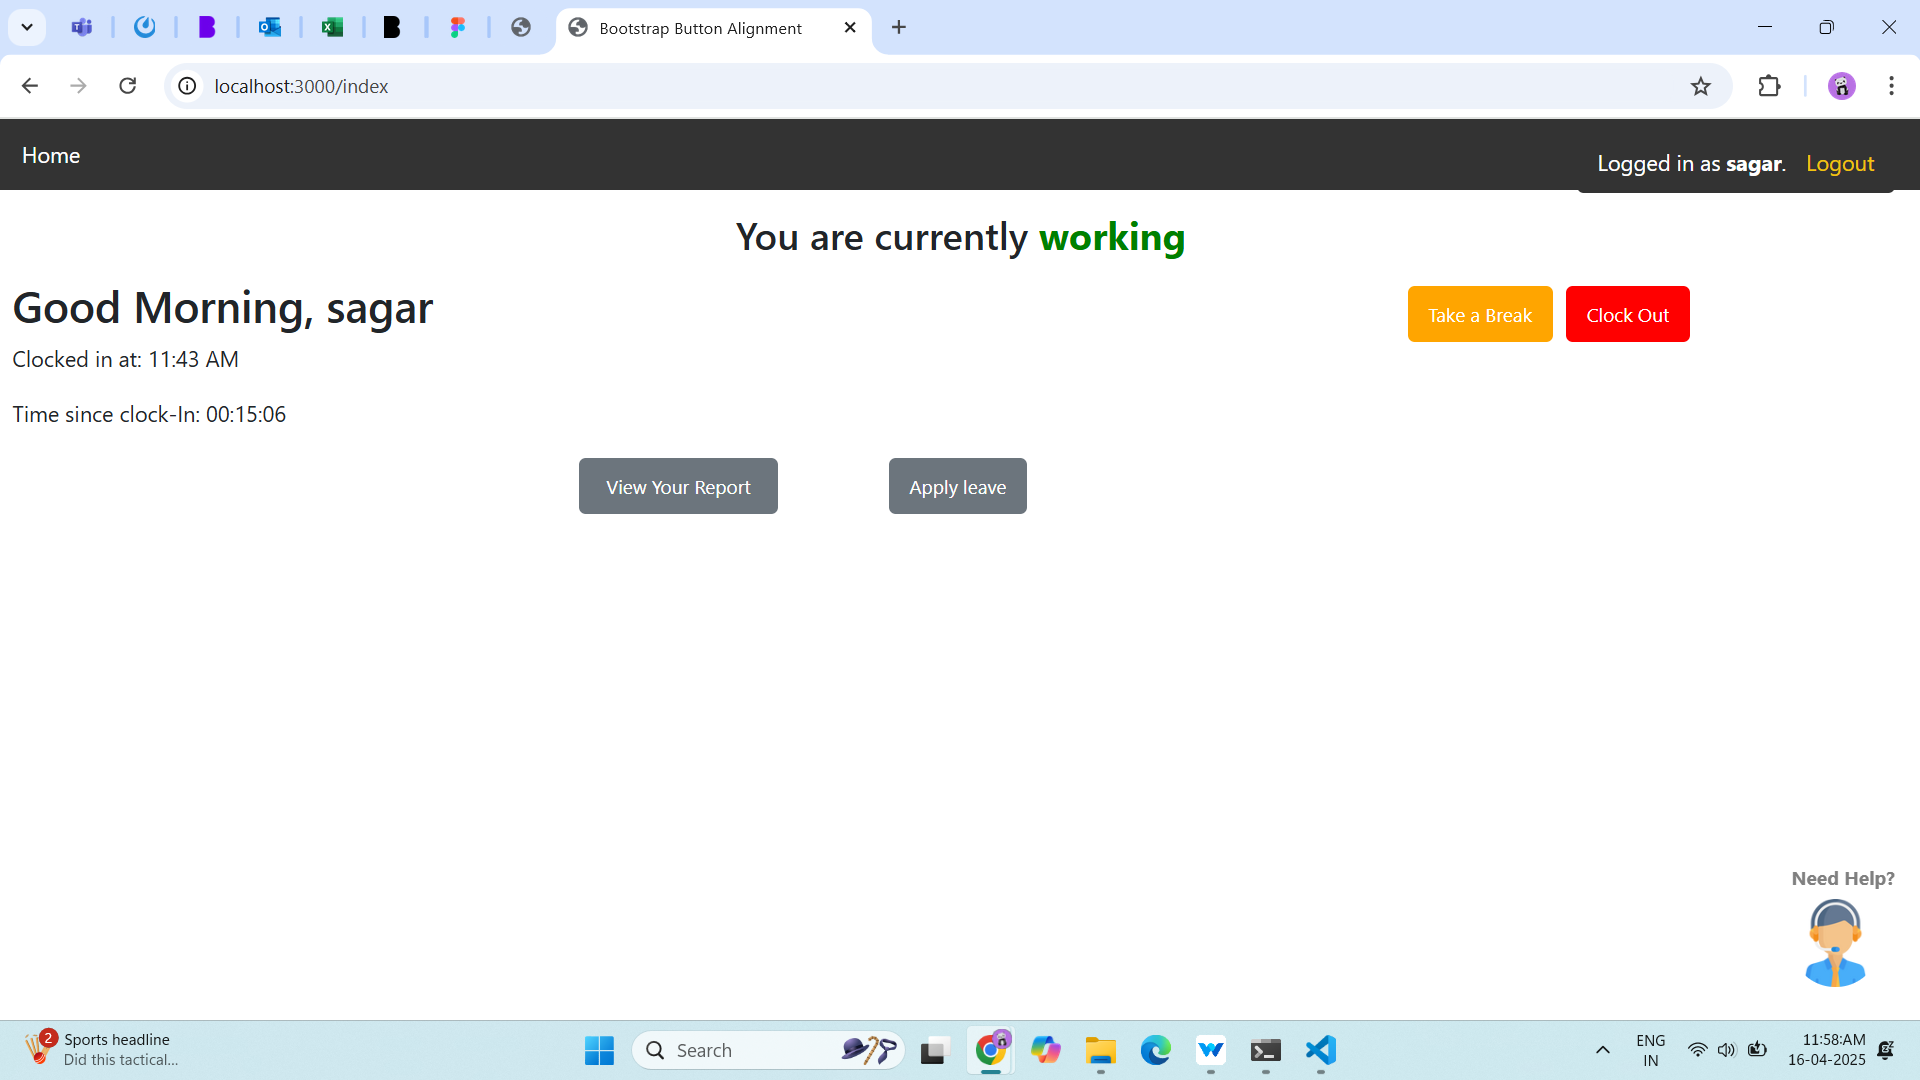 Bootstrap Button Alignment
localhost:3000/index
Home
Logged in as sagar. Logout
You are currently working
Good Morning, sagar
Take a Break
Clock Out
Clocked in at: 11:43 AM
Time since clock-In: 00:15:06
View Your Report
Apply leave
Need Help?
2
Sports headline
Did this tactical...
Search
ENG
IN
11:58:AM
16-04-2025